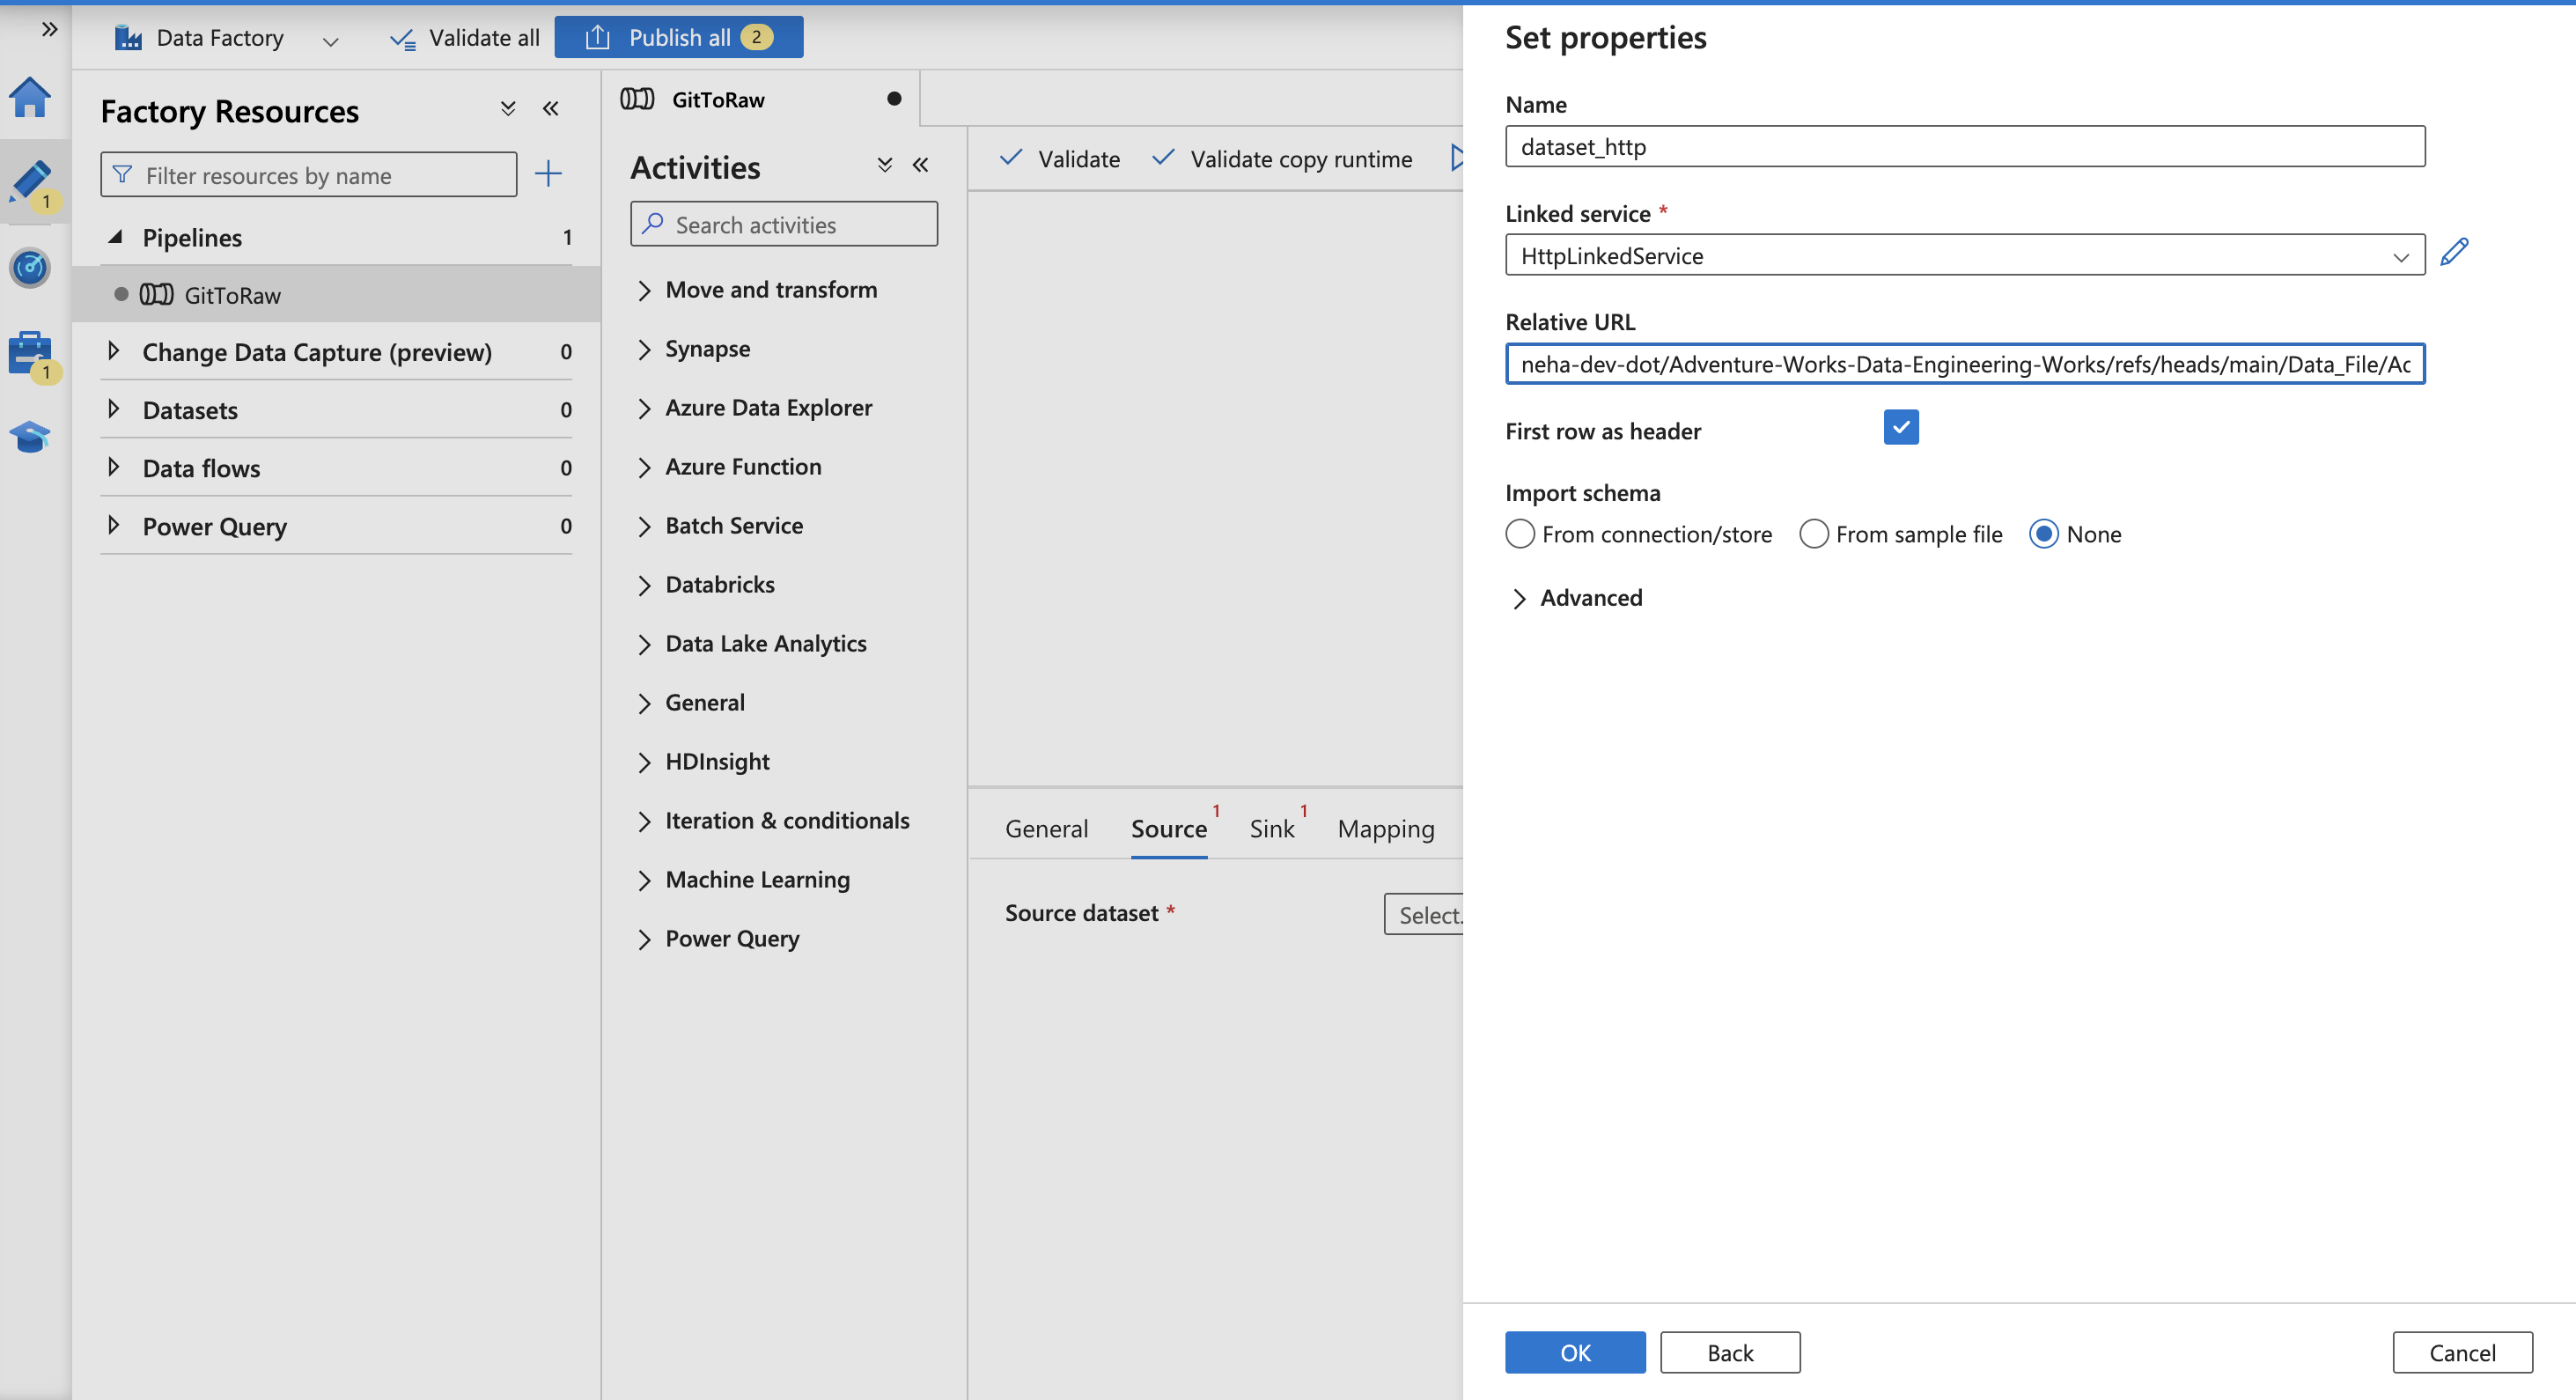 Data Factory
Validate all
Publish all 2
Factory Resources
Filter resources by name
Pipelines 1
GitToRaw
Change Data Capture (preview) 0
Datasets 0
Data flows 0
Power Query 0
1
1
GitToRaw
Activities
Search activities
Move and transform
Synapse
Azure Data Explorer
Azure Function
Batch Service
Databricks
Data Lake Analytics
General
HDInsight
Iteration & conditionals
Machine Learning
Power Query
Validate
Validate copy runtime
General Source 1 Sink 1 Mapping
Source dataset *
Select.
Set properties
Name
dataset_http
Linked service *
HttpLinkedService
Relative URL
neha-dev-dot/Adventure-Works-Data-Engineering-Works/refs/heads/main/Data_File/Ac
First row as header
Import schema
From connection/store From sample file None
Advanced
OK Back Cancel